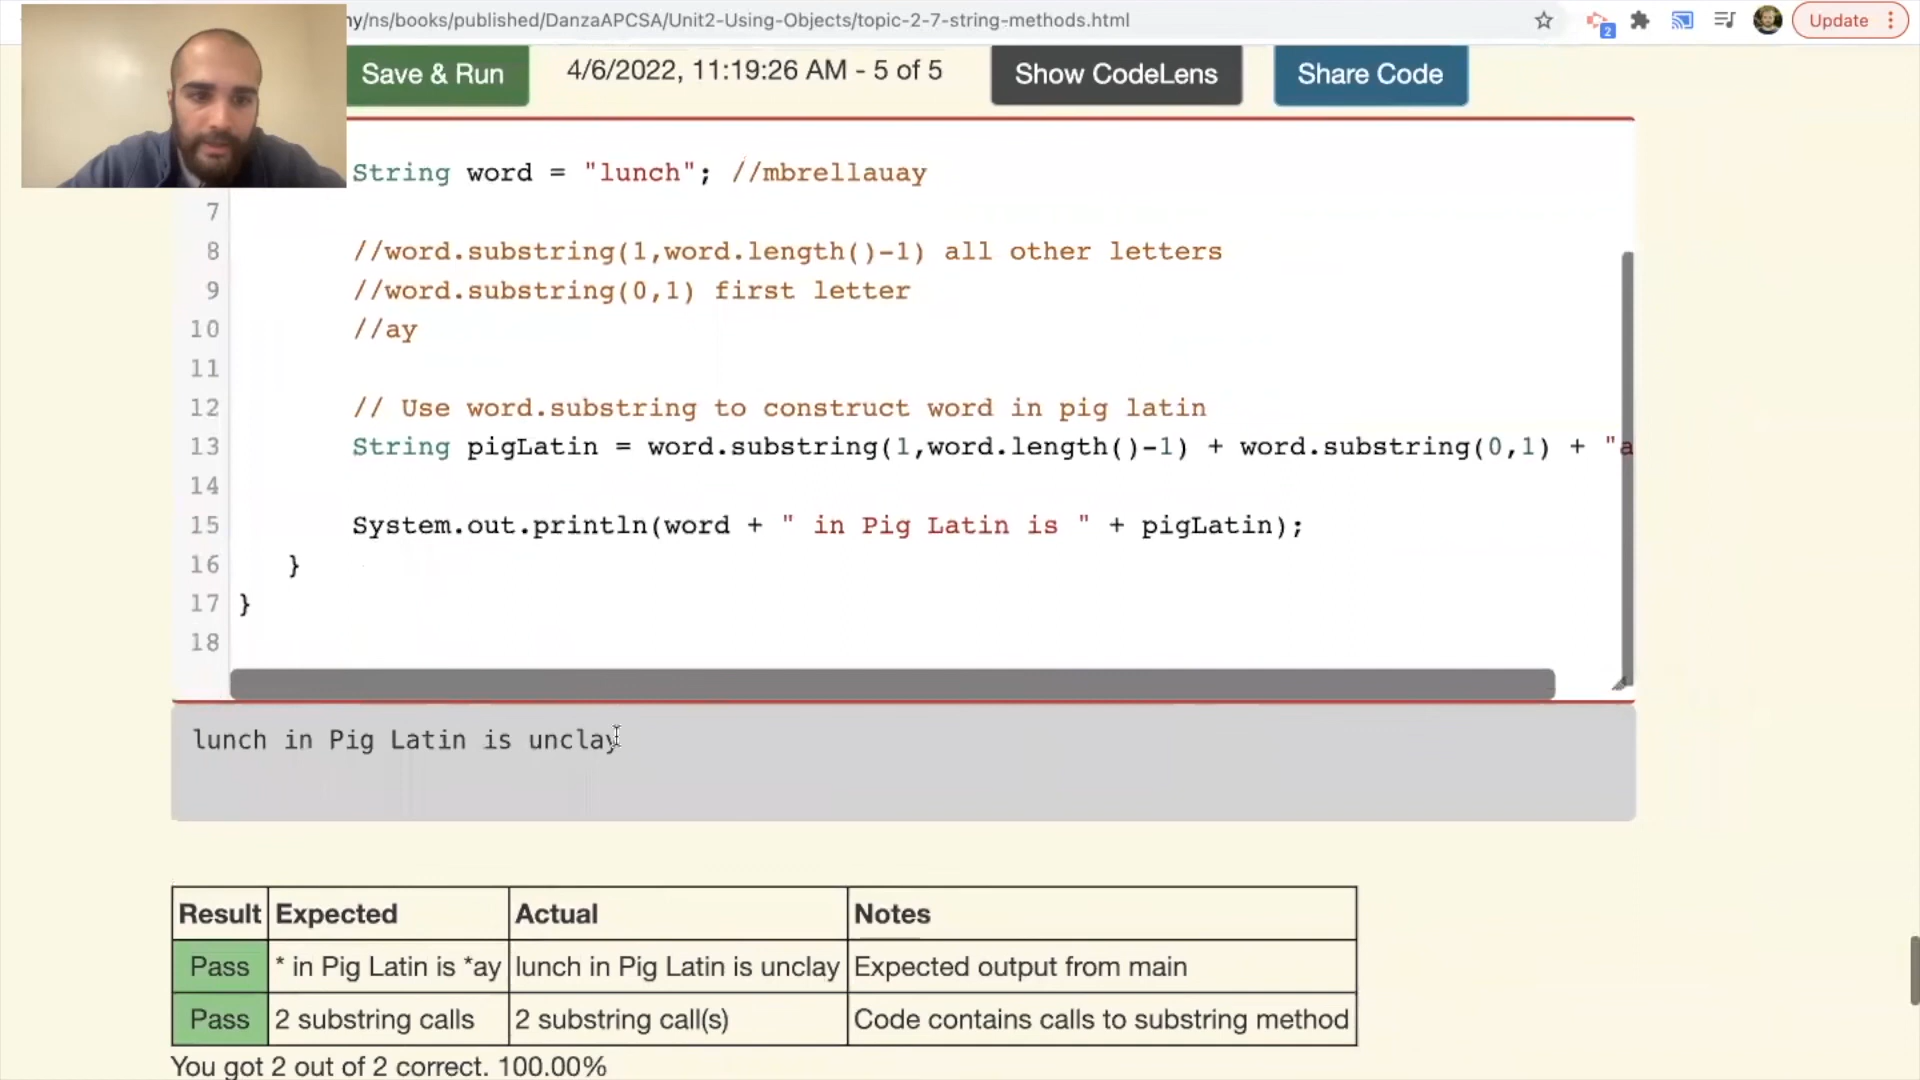 ny/ns/books/published/DanzaAPCSA/Unit2-Using-Objects/topic-2-7-string-methods.html
2
Update
Save & Run
4/6/2022, 11:19:26 AM - 5 of 5
Show CodeLens
Share Code
String word = "lunch"; //mbrellauay
7
8 //word.substring(1,word.length()-1) all other letters
9 //word.substring(0,1) first letter
10 //ay
11
12 // Use word.substring to construct word in pig latin
13 String pigLatin = word.substring(1,word.length()-1) + word.substring(0,1) + "a
14
15 System.out.println(word + " in Pig Latin is " + pigLatin);
16 }
17 }
18
lunch in Pig Latin is unclay
Result Expected Actual Notes
Pass * in Pig Latin is *ay lunch in Pig Latin is unclay Expected output from main
Pass 2 substring calls 2 substring call(s) Code contains calls to substring method
You got 2 out of 2 correct. 100.00%